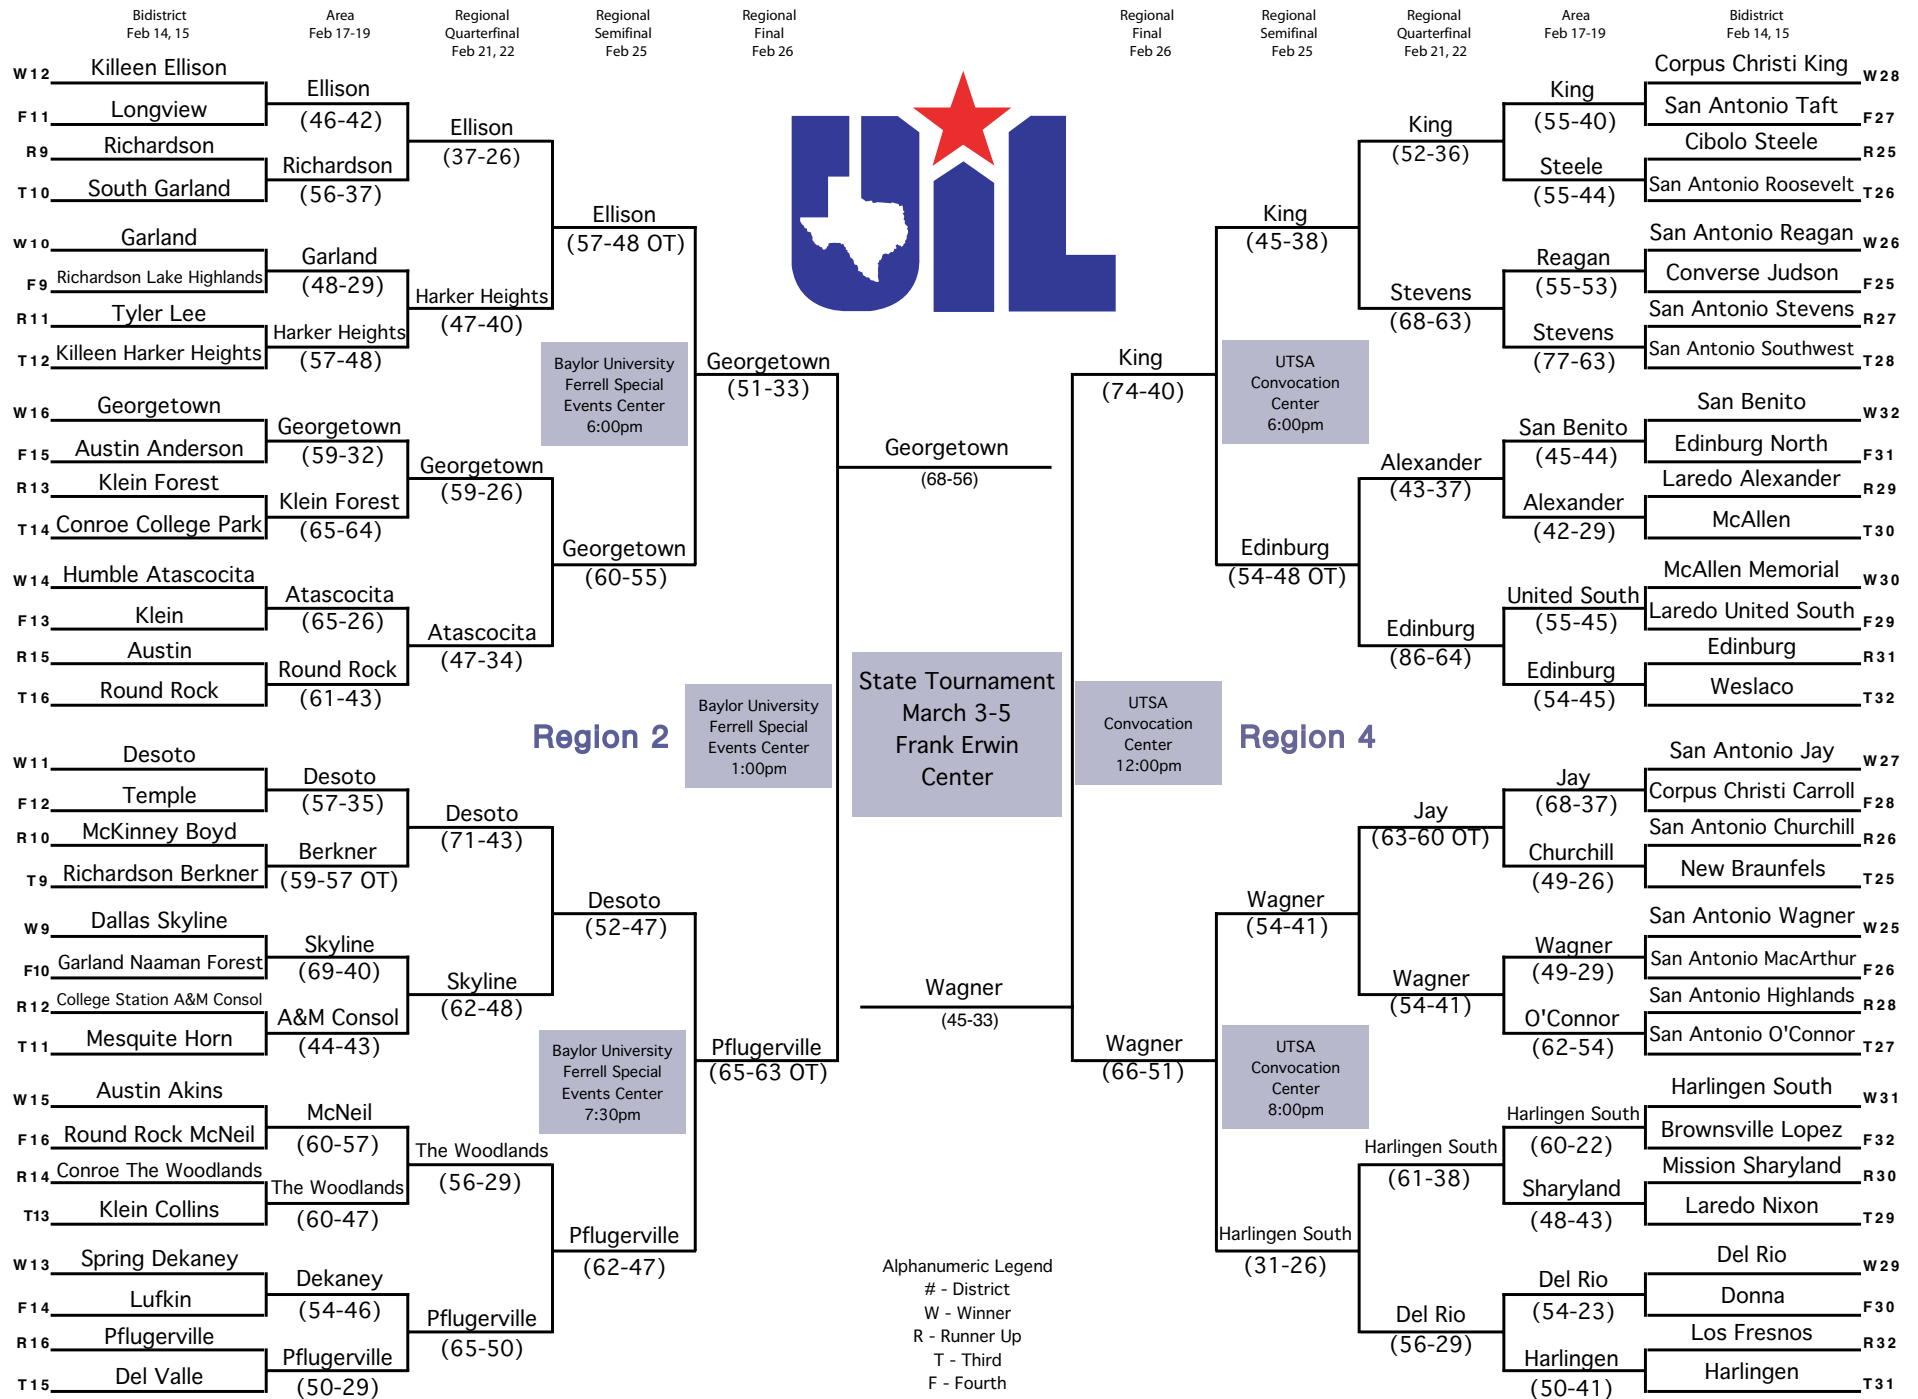 Bidistrict
Feb 14, 15
Area
Feb 17-19
Regional
Quarterfinal
Feb 21, 22
Regional
Semifinal
Feb 25
Regional
Final
Feb 26
Regional
Final
Feb 26
Regional
Semifinal
Feb 25
Regional
Quarterfinal
Feb 21, 22
Area
Feb 17-19
Bidistrict
Feb 14, 15
W12 Killeen Ellison
F11 Longview
R9 Richardson
T10 South Garland
W10 Garland
F9 Richardson Lake Highlands
R11 Tyler Lee
T12 Killeen Harker Heights
W16 Georgetown
F15 Austin Anderson
R13 Klein Forest
T14 Conroe College Park
W14 Humble Atascocita
F13 Klein
R15 Austin
T16 Round Rock
W11 Desoto
F12 Temple
R10 McKinney Boyd
T9 Richardson Berkner
W9 Dallas Skyline
F10 Garland Naaman Forest
R12 College Station A&M Consol
T11 Mesquite Horn
W15 Austin Akins
F16 Round Rock McNeil
R14 Conroe The Woodlands
T13 Klein Collins
W13 Spring Dekaney
F14 Lufkin
R16 Pflugerville
T15 Del Valle
Ellison
(46-42)
Richardson
(56-37)
Garland
(48-29)
Harker Heights
(57-48)
Georgetown
(59-32)
Klein Forest
(65-64)
Atascocita
(65-26)
Round Rock
(61-43)
Desoto
(57-35)
Berkner
(59-57 OT)
Skyline
(69-40)
A&M Consol
(44-43)
McNeil
(60-57)
The Woodlands
(60-47)
Dekaney
(54-46)
Pflugerville
(50-29)
Ellison
(37-26)
Harker Heights
(47-40)
Georgetown
(59-26)
Atascocita
(47-34)
Desoto
(71-43)
Skyline
(62-48)
The Woodlands
(56-29)
Pflugerville
(65-50)
Ellison
(57-48 OT)
Baylor University
Ferrell Special
Events Center
6:00pm
Georgetown
(60-55)
Region 2
Desoto
(52-47)
Baylor University
Ferrell Special
Events Center
7:30pm
Pflugerville
(62-47)
Georgetown
(51-33)
Baylor University
Ferrell Special
Events Center
1:00pm
Pflugerville
(65-63 OT)
UIL
Georgetown
(68-56)
State Tournament
March 3-5
Frank Erwin
Center
Wagner
(45-33)
Alphanumeric Legend
# - District
W - Winner
R - Runner Up
T - Third
F - Fourth
King
(74-40)
UTSA
Convocation
Center
12:00pm
Wagner
(66-51)
King
(45-38)
UTSA
Convocation
Center
6:00pm
Edinburg
(54-48 OT)
Region 4
Wagner
(54-41)
UTSA
Convocation
Center
8:00pm
Harlingen South
(31-26)
King
(52-36)
Stevens
(68-63)
Alexander
(43-37)
Edinburg
(86-64)
Jay
(63-60 OT)
Wagner
(54-41)
Harlingen South
(61-38)
Del Rio
(56-29)
King
(55-40)
Steele
(55-44)
Reagan
(55-53)
Stevens
(77-63)
San Benito
(45-44)
Alexander
(42-29)
United South
(55-45)
Edinburg
(54-45)
Jay
(68-37)
Churchill
(49-26)
Wagner
(49-29)
O'Connor
(62-54)
Harlingen South
(60-22)
Sharyland
(48-43)
Del Rio
(54-23)
Harlingen
(50-41)
Corpus Christi King W28
San Antonio Taft F27
Cibolo Steele R25
San Antonio Roosevelt T26
San Antonio Reagan W26
Converse Judson F25
San Antonio Stevens R27
San Antonio Southwest T28
San Benito W32
Edinburg North F31
Laredo Alexander R29
McAllen T30
McAllen Memorial W30
Laredo United South F29
Edinburg R31
Weslaco T32
San Antonio Jay W27
Corpus Christi Carroll F28
San Antonio Churchill R26
New Braunfels T25
San Antonio Wagner W25
San Antonio MacArthur F26
San Antonio Highlands R28
San Antonio O'Connor T27
Harlingen South W31
Brownsville Lopez F32
Mission Sharyland R30
Laredo Nixon T29
Del Rio W29
Donna F30
Los Fresnos R32
Harlingen T31